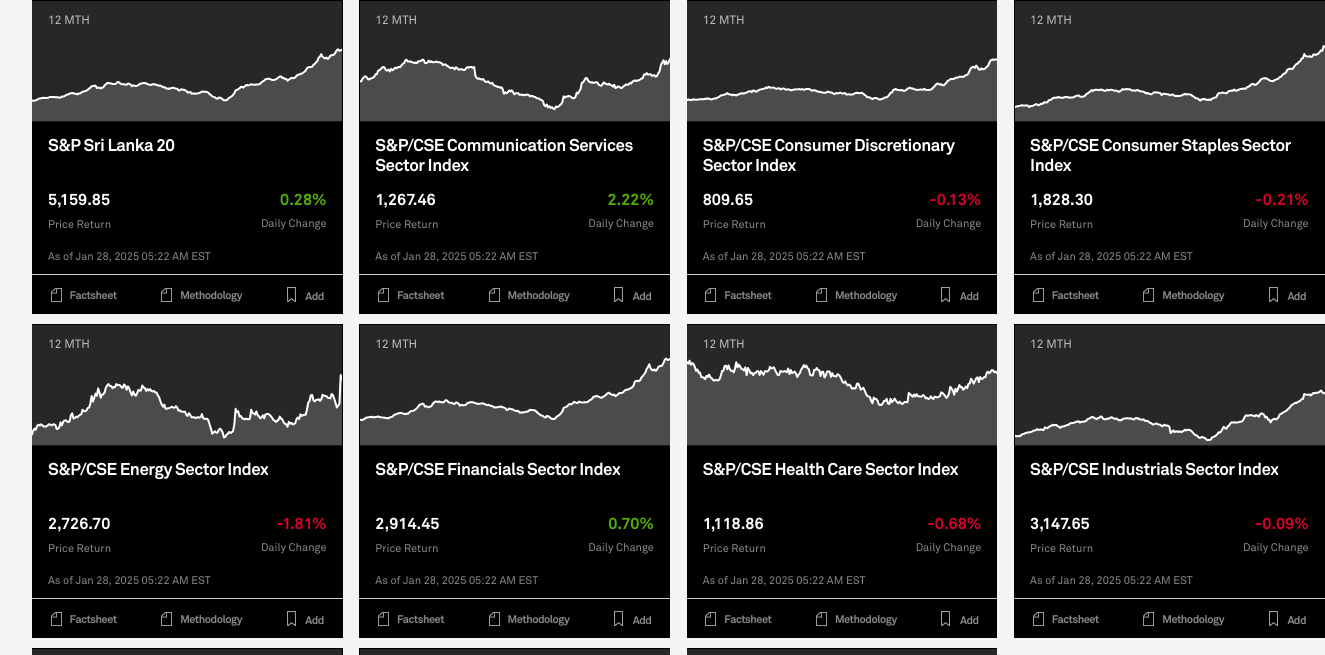 12 MTH
S&P Sri Lanka 20
5,159.85
0.28%
Price Return
Daily Change
As of Jan 28, 2025 05:22 AM EST
Factsheet
Methodology
Add
12 MTH
S&P/CSE Communication Services
Sector Index
1,267.46
2.22%
Price Return
Daily Change
As of Jan 28, 2025 05:22 AM EST
Factsheet
Methodology
Add
12 MTH
S&P/CSE Consumer Discretionary
Sector Index
809.65
-0.13%
Price Return
Daily Change
As of Jan 28, 2025 05:22 AM EST
Factsheet
Methodology
Add
12 MTH
S&P/CSE Consumer Staples Sector
Index
1,828.30
-0.21%
Price Return
Daily Change
As of Jan 28, 2025 05:22 AM EST
Factsheet
Methodology
Add
12 MTH
S&P/CSE Energy Sector Index
2,726.70
-1.81%
Price Return
Daily Change
As of Jan 28, 2025 05:22 AM EST
Factsheet
Methodology
Add
12 MTH
S&P/CSE Financials Sector Index
2,914.45
0.70%
Price Return
Daily Change
As of Jan 28, 2025 05:22 AM EST
Factsheet
Methodology
Add
12 MTH
S&P/CSE Health Care Sector Index
1,118.86
-0.68%
Price Return
Daily Change
As of Jan 28, 2025 05:22 AM EST
Factsheet
Methodology
Add
12 MTH
S&P/CSE Industrials Sector Index
3,147.65
-0.09%
Price Return
Daily Change
As of Jan 28, 2025 05:22 AM EST
Factsheet
Methodology
Add